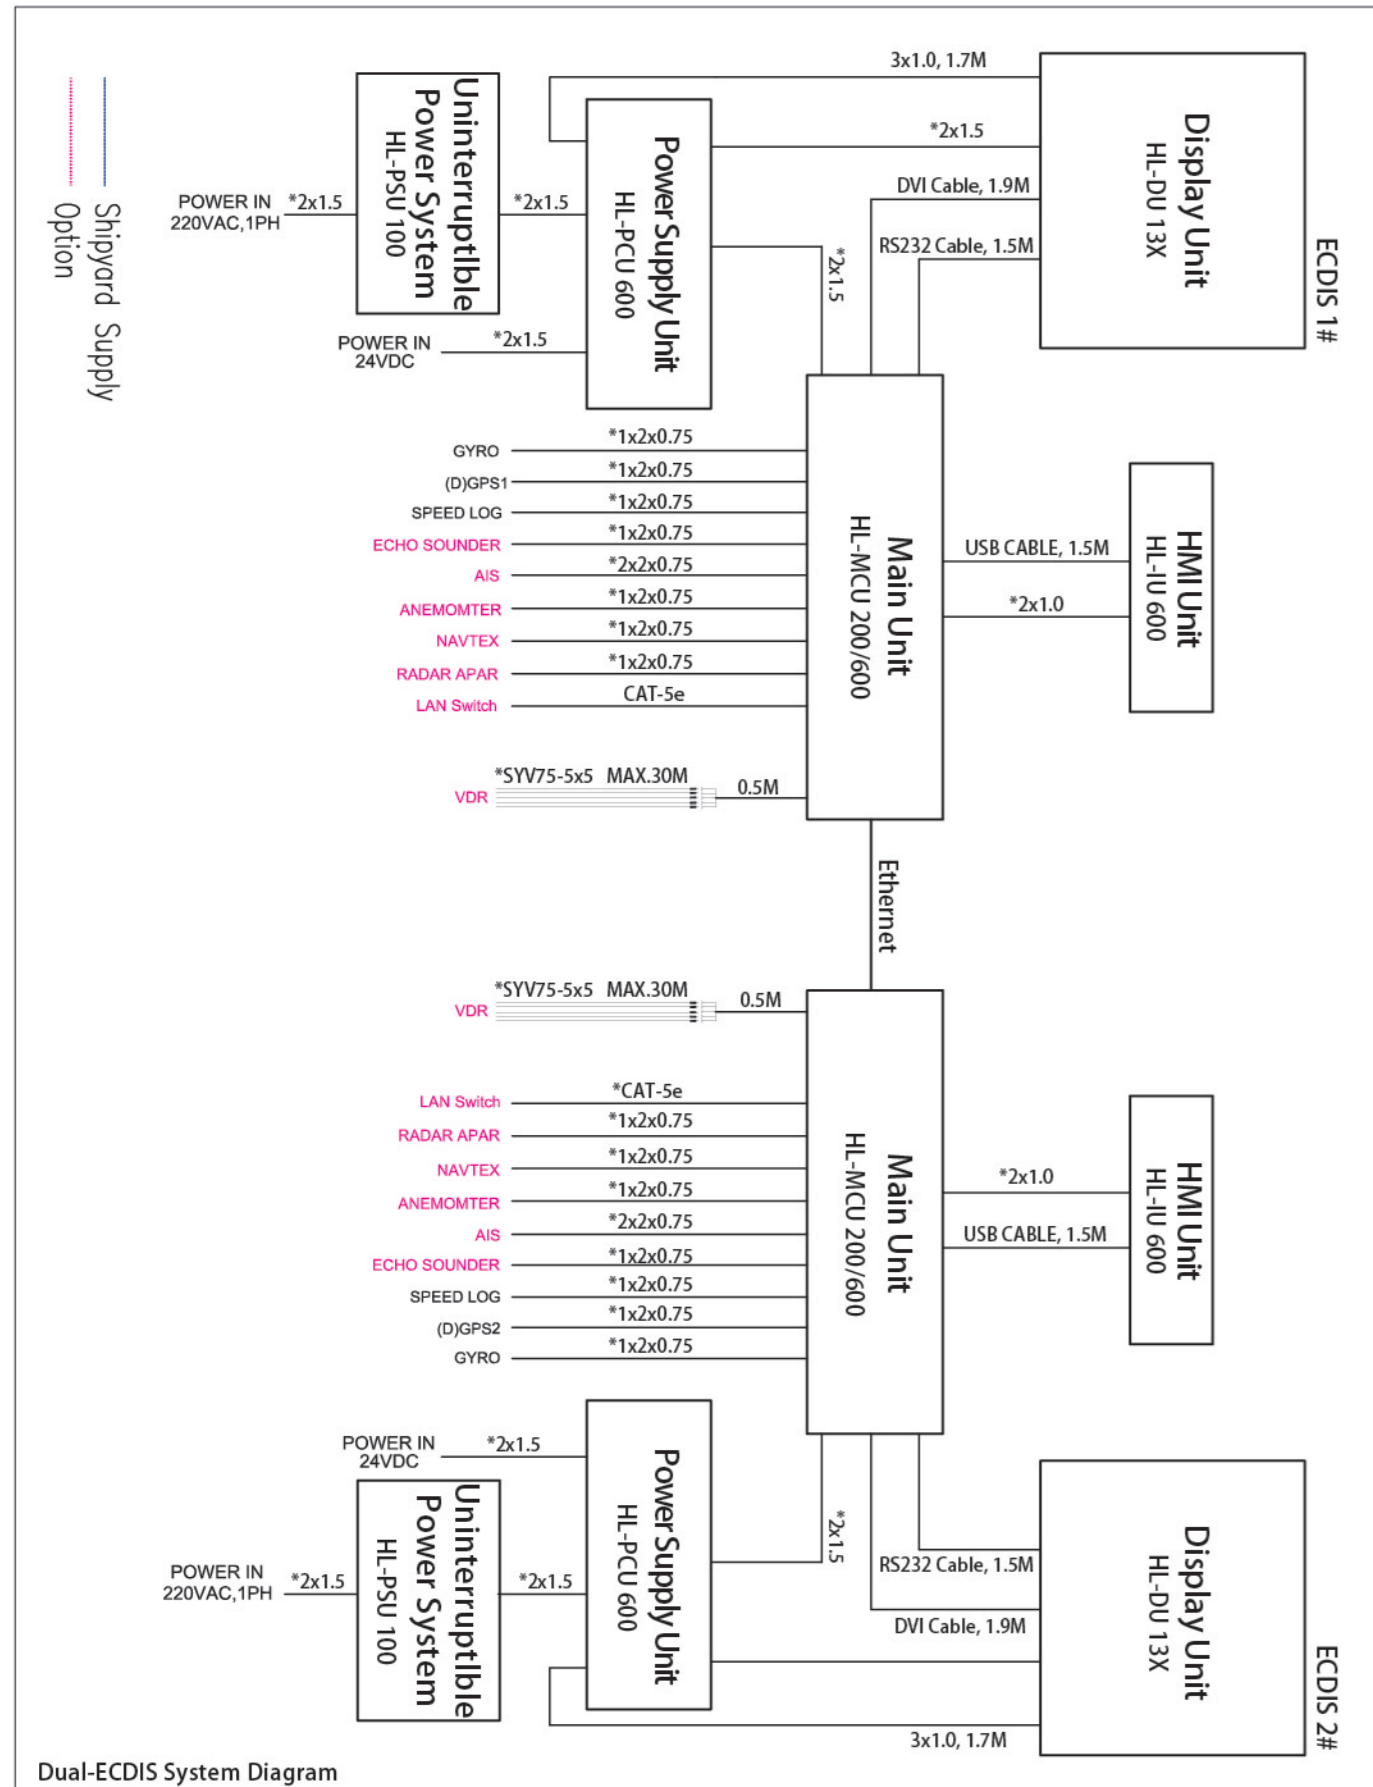 Shipyard Supply
Option
ECDIS 1#
Display Unit
HL-DU 13X
3x1.0, 1.7M
*2x1.5
DVI Cable, 1.9M
RS232 Cable, 1.5M
UninterruptIble
Power System
HL-PSU 100
Power Supply Unit
HL-PCU 600
POWER IN
220VAC,1PH
*2x1.5
*2x1.5
*2x1.5
POWER IN
24VDC
*2x1.5
GYRO
*1x2x0.75
(D)GPS1
*1x2x0.75
SPEED LOG
*1x2x0.75
ECHO SOUNDER
*1x2x0.75
AIS
*2x2x0.75
ANEMOMTER
*1x2x0.75
NAVTEX
*1x2x0.75
RADAR APAR
*1x2x0.75
LAN Switch
CAT-5e
VDR
*SYV75-5x5 MAX.30M
0.5M
Main Unit
HL-MCU 200/600
USB CABLE, 1.5M
*2x1.0
HMI Unit
HL-IU 600
Ethernet
VDR
*SYV75-5x5 MAX.30M
0.5M
LAN Switch
*CAT-5e
RADAR APAR
*1x2x0.75
NAVTEX
*1x2x0.75
ANEMOMTER
*1x2x0.75
AIS
*2x2x0.75
ECHO SOUNDER
*1x2x0.75
SPEED LOG
*1x2x0.75
(D)GPS2
*1x2x0.75
GYRO
*1x2x0.75
Main Unit
HL-MCU 200/600
*2x1.0
USB CABLE, 1.5M
HMI Unit
HL-IU 600
POWER IN
24VDC
*2x1.5
UninterruptIble
Power System
HL-PSU 100
Power Supply Unit
HL-PCU 600
POWER IN
220VAC,1PH
*2x1.5
*2x1.5
*2x1.5
RS232 Cable, 1.5M
DVI Cable, 1.9M
3x1.0, 1.7M
Display Unit
HL-DU 13X
ECDIS 2#
Dual-ECDIS System Diagram